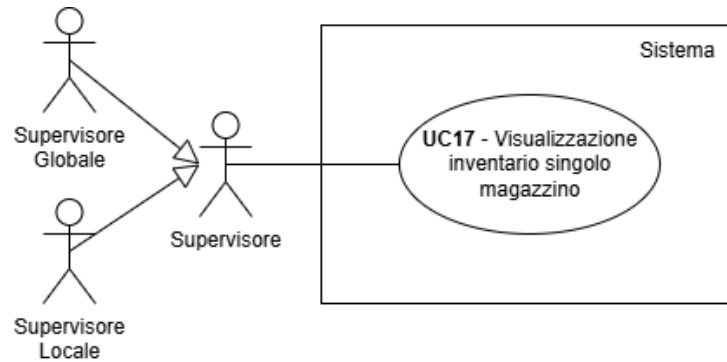 Sistema
Supervisore
Globale
UC17 - Visualizzazione
inventario singolo
magazzino
Supervisore
Supervisore
Locale